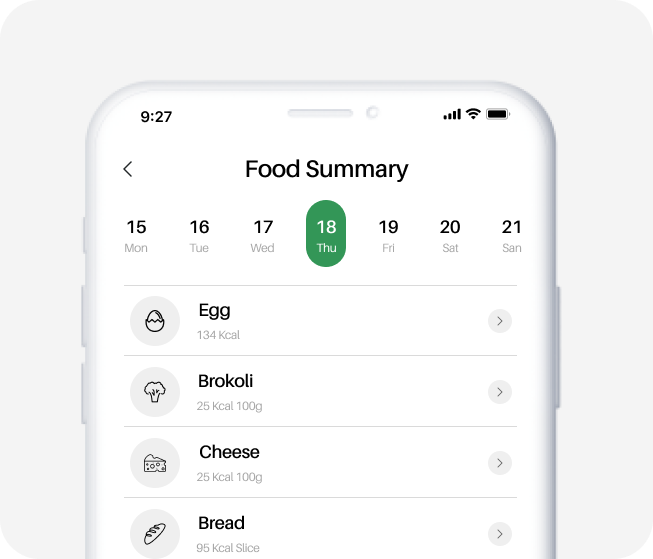 9:27
Food Summary
15 16 17 18 19 20 21
Mon Tue Wed Thu Fri Sat San
Egg
134 Kcal
Brokoli
25 Kcal 100g
Cheese
25 Kcal 100g
Bread
95 Kcal Slice